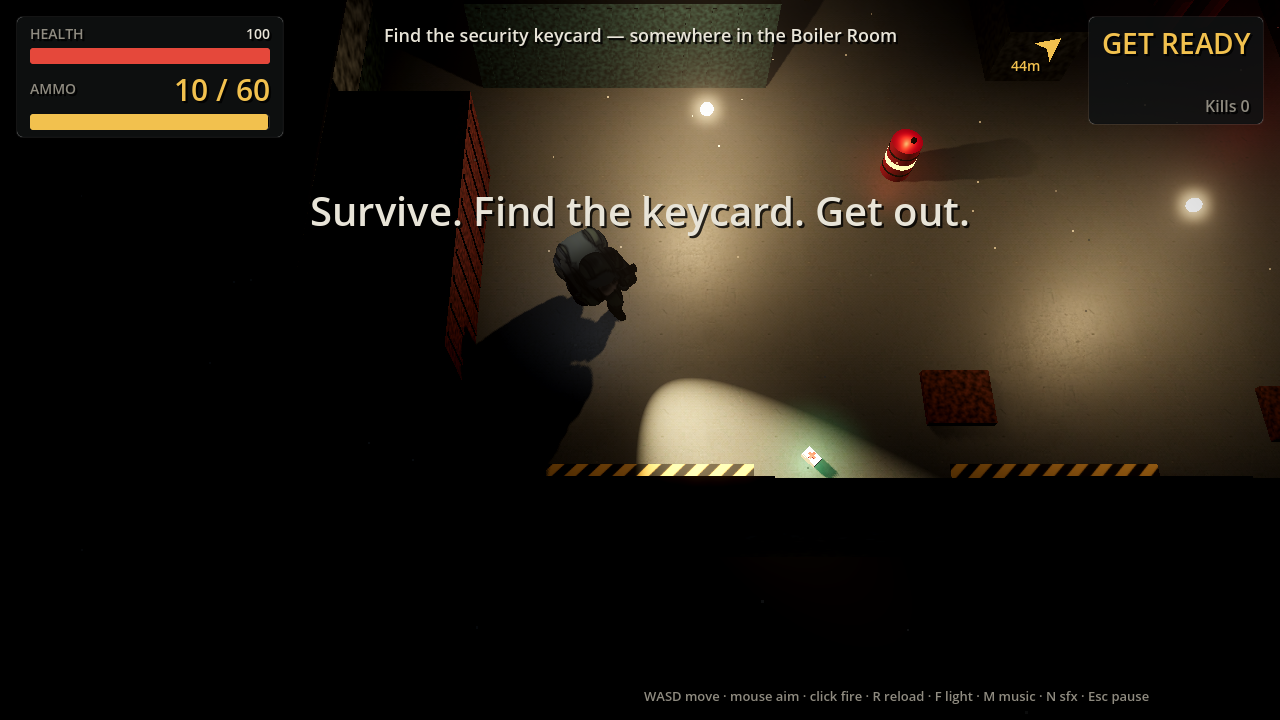 HEALTH 100
AMMO 10 / 60
Find the security keycard — somewhere in the Boiler Room
44m
GET READY
Kills 0
Survive. Find the keycard. Get out.
WASD move · mouse aim · click fire · R reload · F light · M music · N sfx · Esc pause